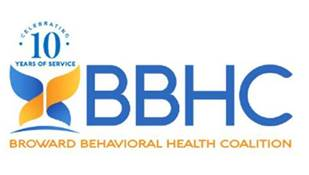 CELEBRATING
10
YEARS OF SERVICE
BBHC
BROWARD BEHAVIORAL HEALTH COALITION